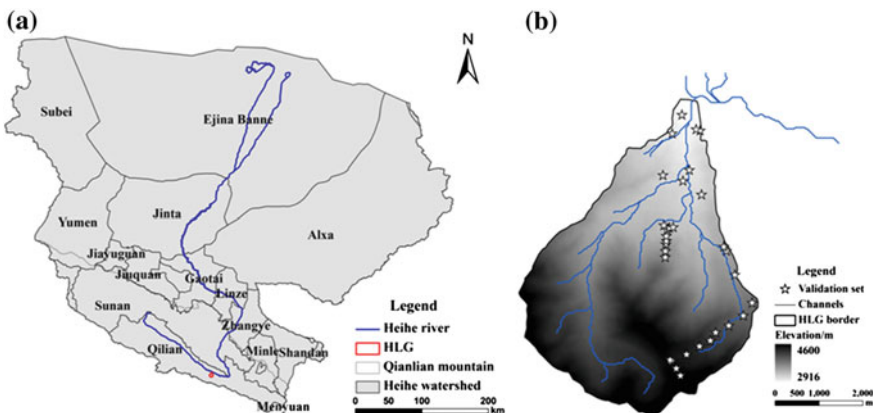 (a)
N
Subei
Ejina Banne
Yumen
Jinta
Alxa
Jiayuguan
Jiuquan
Gaotai
Linze
Sunan
Zhangye
Qilian
Minle
Shandan
Menyuan
Legend
Heihe river
HLG
Qianlian mountain
Heihe watershed
0 50 100 200
km
(b)
Legend
Validation set
Channels
HLG border
Elevation/m
4600
2916
0 500 1,000 2,000
m